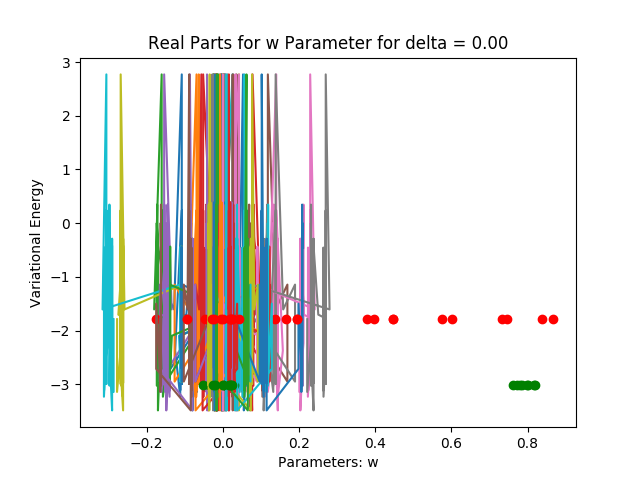 Real Parts for w Parameter for delta = 0.00
3
2
1
0
−1
−2
−3
Variational Energy
−0.2 0.0 0.2 0.4 0.6 0.8
Parameters: w